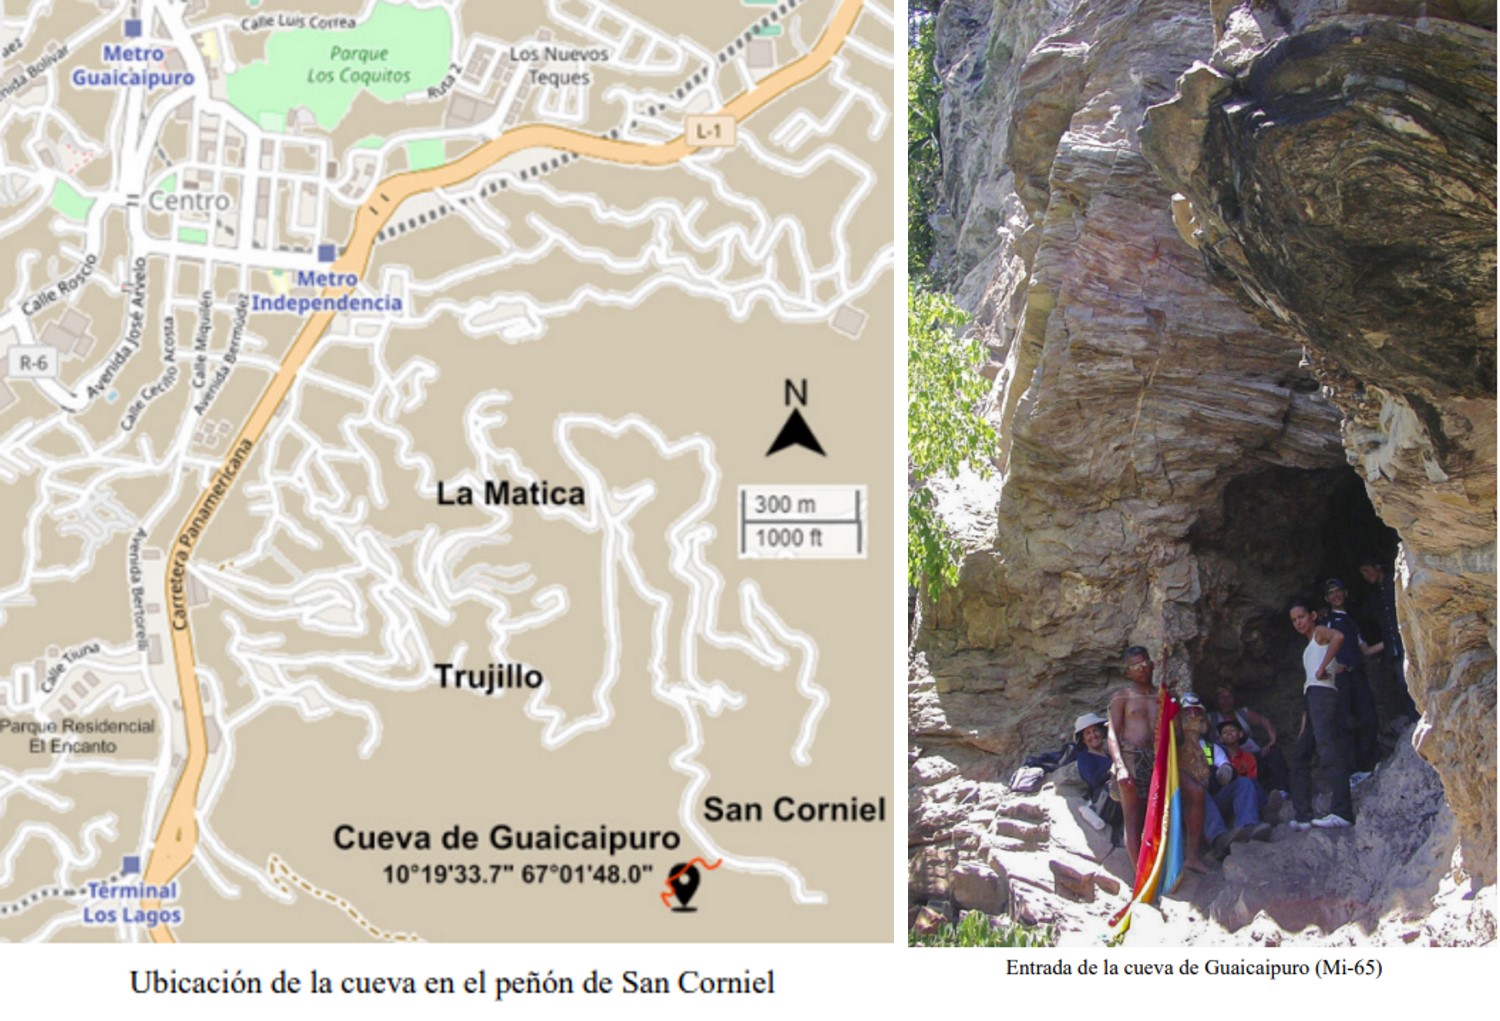 Calle Luis Correa
Metro
Guaicaipuro
Parque
Los Coquitos
Los Nuevos
Teques
Ruta 2
L-1
Centro
Metro
Independencia
Calle Roscio
Avenida José Arvelo
Calle Cecilio Acosta
Calle Miquilén
Avenida Bermúdez
R-6
N
300 m
1000 ft
La Matica
Carretera Panamericana
Avenida Bertorelli
Calle Tiuna
Trujillo
Parque Residencial
El Encanto
San Corniel
Cueva de Guaicaipuro
10°19'33.7" 67°01'48.0"
Terminal
Los Lagos
Ubicación de la cueva en el peñón de San Corniel
Entrada de la cueva de Guaicaipuro (Mi-65)